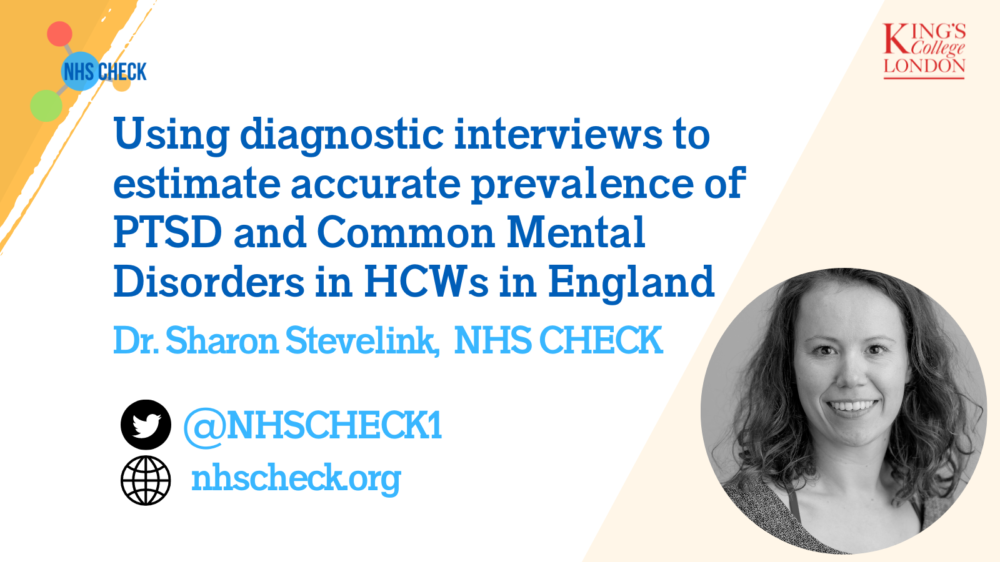 NHS CHECK
KING'S
College
LONDON
Using diagnostic interviews to
estimate accurate prevalence of
PTSD and Common Mental
Disorders in HCWs in England
Dr. Sharon Stevelink, NHS CHECK
@NHSCHECK1
nhscheck.org